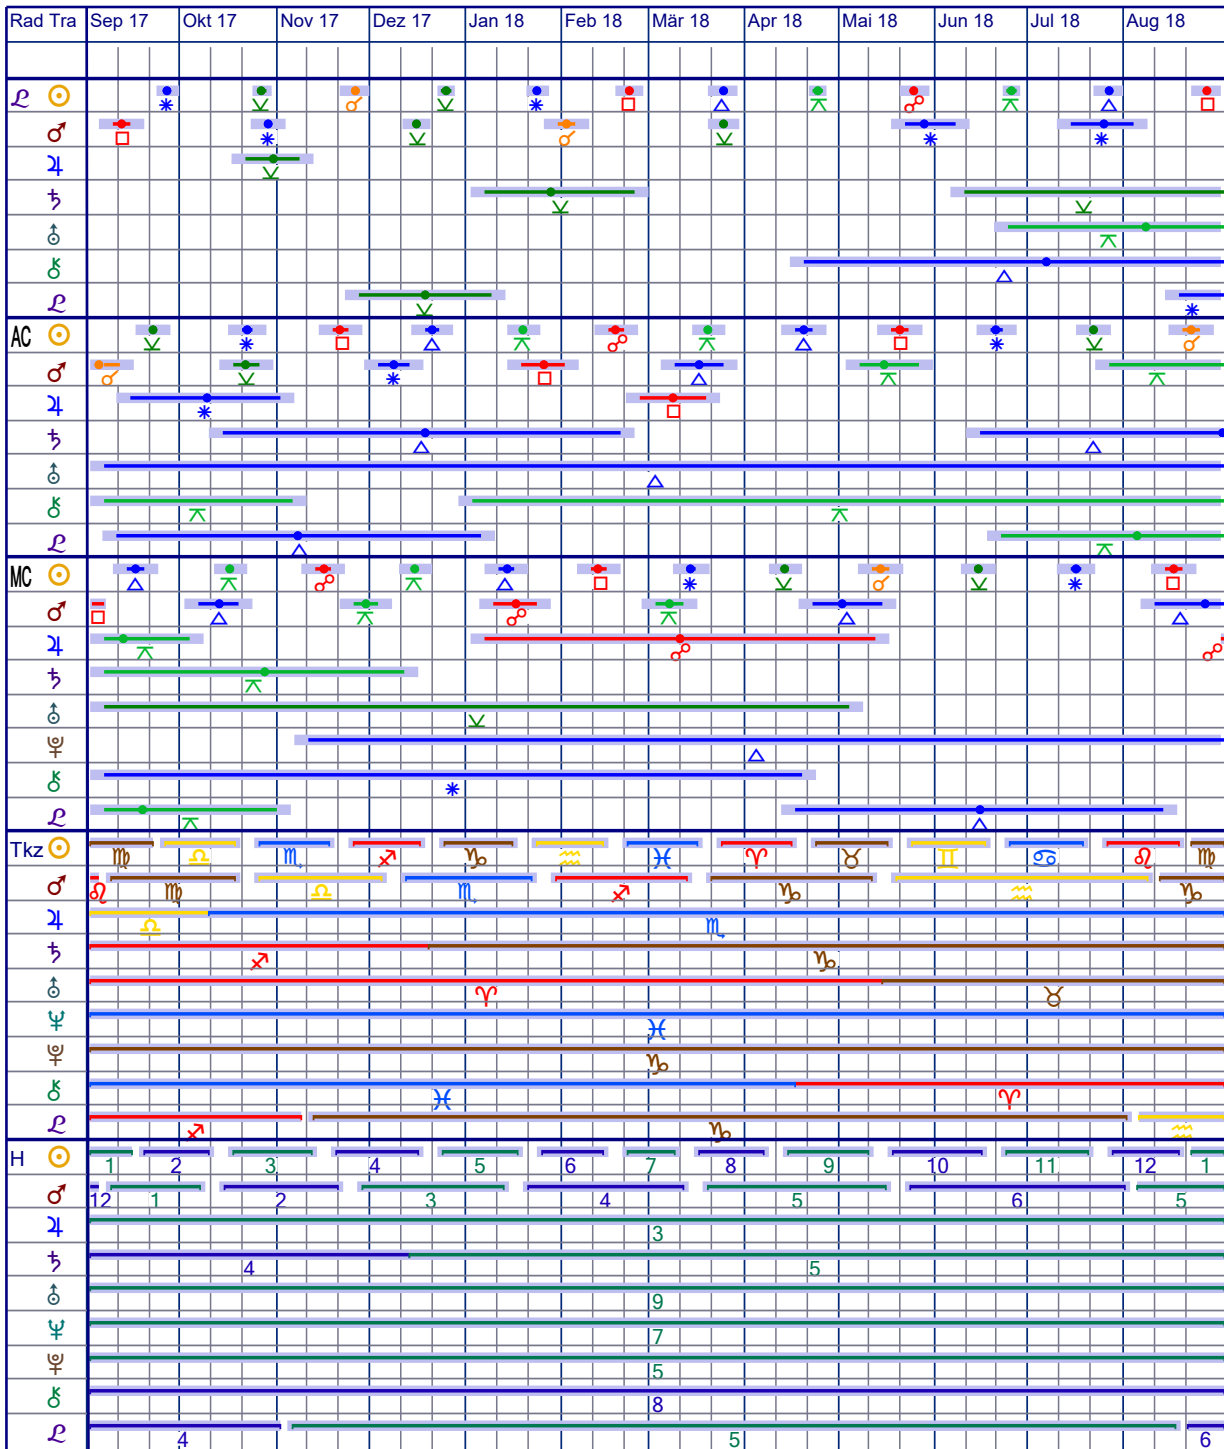 Rad Tra Sep 17 Okt 17 Nov 17 Dez 17 Jan 18 Feb 18 Mär 18 Apr 18 Mai 18 Jun 18 Jul 18 Aug 18
ℒ ☉
♂
♃
♄
⛢
⚷
ℒ
AC ☉
♂
♃
♄
⛢
⚷
ℒ
MC ☉
♂
♃
♄
⛢
♇
⚷
ℒ
Tkz ☉ ♍ ♎ ♏ ♐ ♑ ♒ ♓ ♈ ♉ ♊ ♋ ♌ ♍
♂ ♌ ♍ ♎ ♏ ♐ ♑ ♒ ♑
♃ ♎ ♏
♄ ♐ ♑
⛢ ♈ ♉
♆ ♓
♇ ♑
⚷ ♓ ♈
ℒ ♐ ♑ ♒
H ☉ 1 2 3 4 5 6 7 8 9 10 11 12 1
♂ 12 1 2 3 4 5 6 5
♃ 3
♄ 4 5
⛢ 9
♆ 7
♇ 5
⚷ 8
ℒ 4 5 6